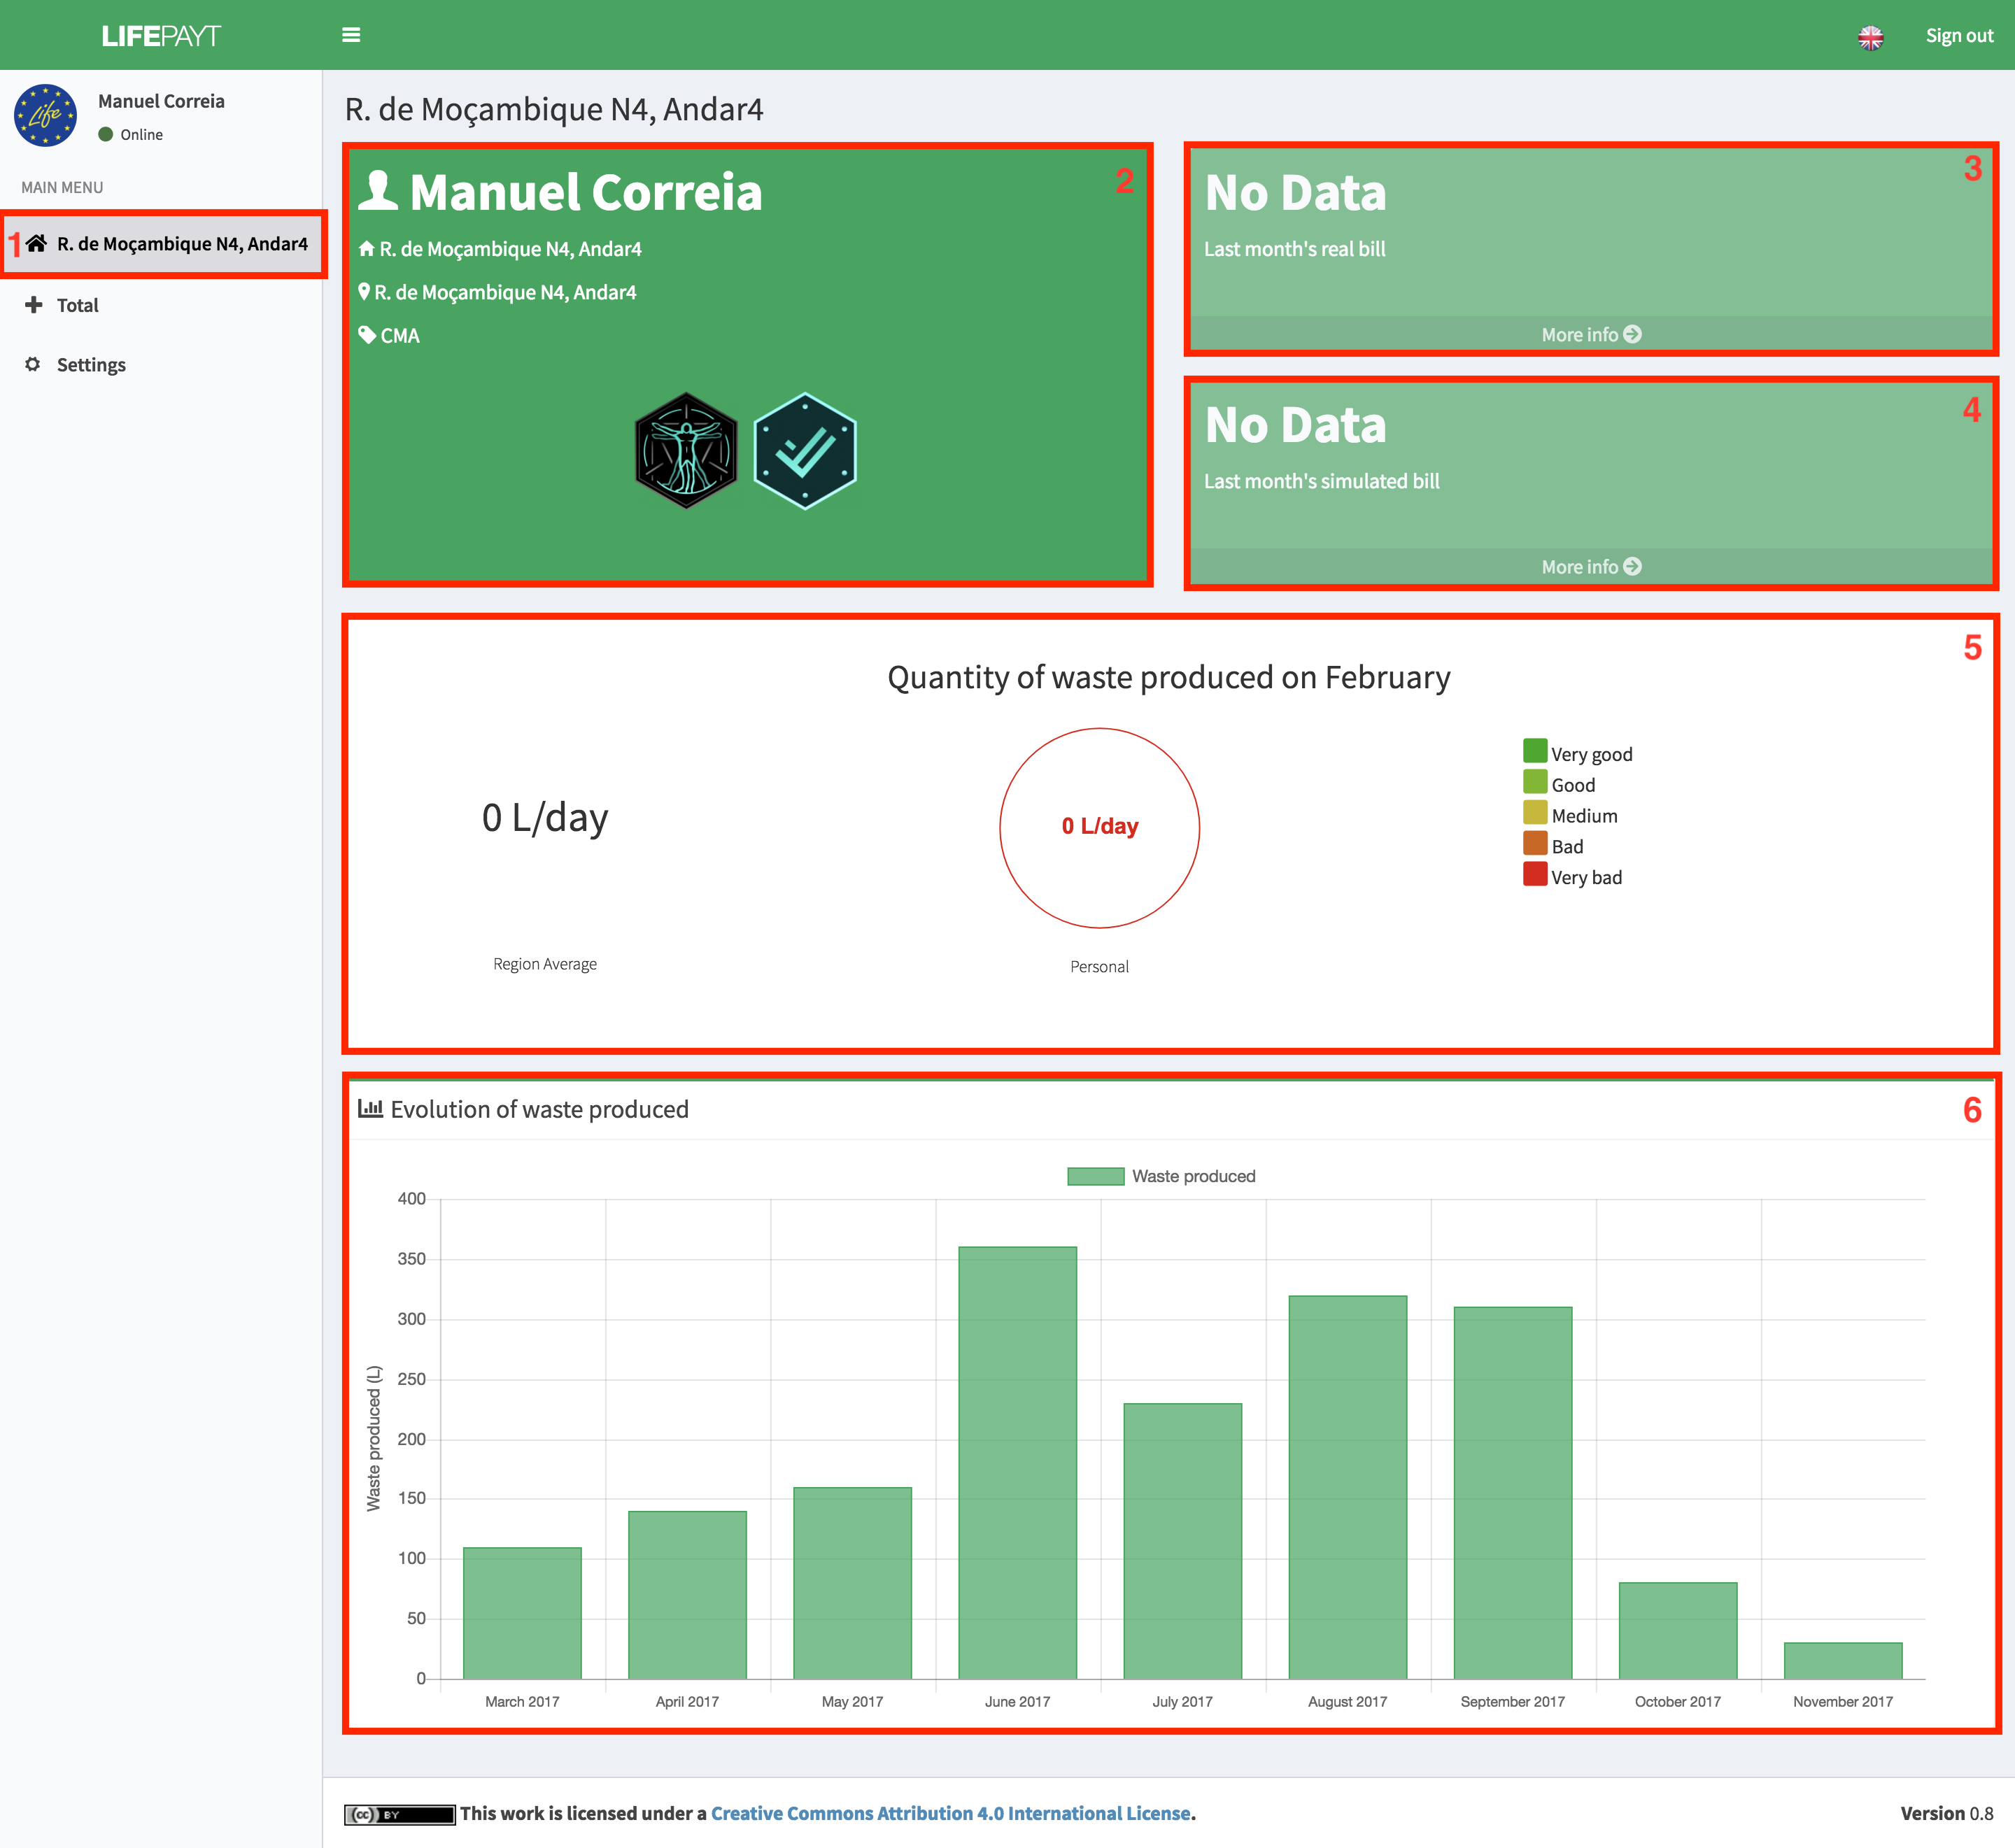 LIFEPAYT
Sign out
Manuel Correia
Online
MAIN MENU
1 R. de Moçambique N4, Andar4
Total
Settings
R. de Moçambique N4, Andar4
2
Manuel Correia
R. de Moçambique N4, Andar4
R. de Moçambique N4, Andar4
CMA
3
No Data
Last month's real bill
More info
4
No Data
Last month's simulated bill
More info
5
Quantity of waste produced on February
0 L/day
Region Average
0 L/day
Personal
Very good
Good
Medium
Bad
Very bad
Evolution of waste produced
6
Waste produced
Waste produced (L)
400
350
300
250
200
150
100
50
0
March 2017 April 2017 May 2017 June 2017 July 2017 August 2017 September 2017 October 2017 November 2017
cc BY This work is licensed under a Creative Commons Attribution 4.0 International License.
Version 0.8
Life